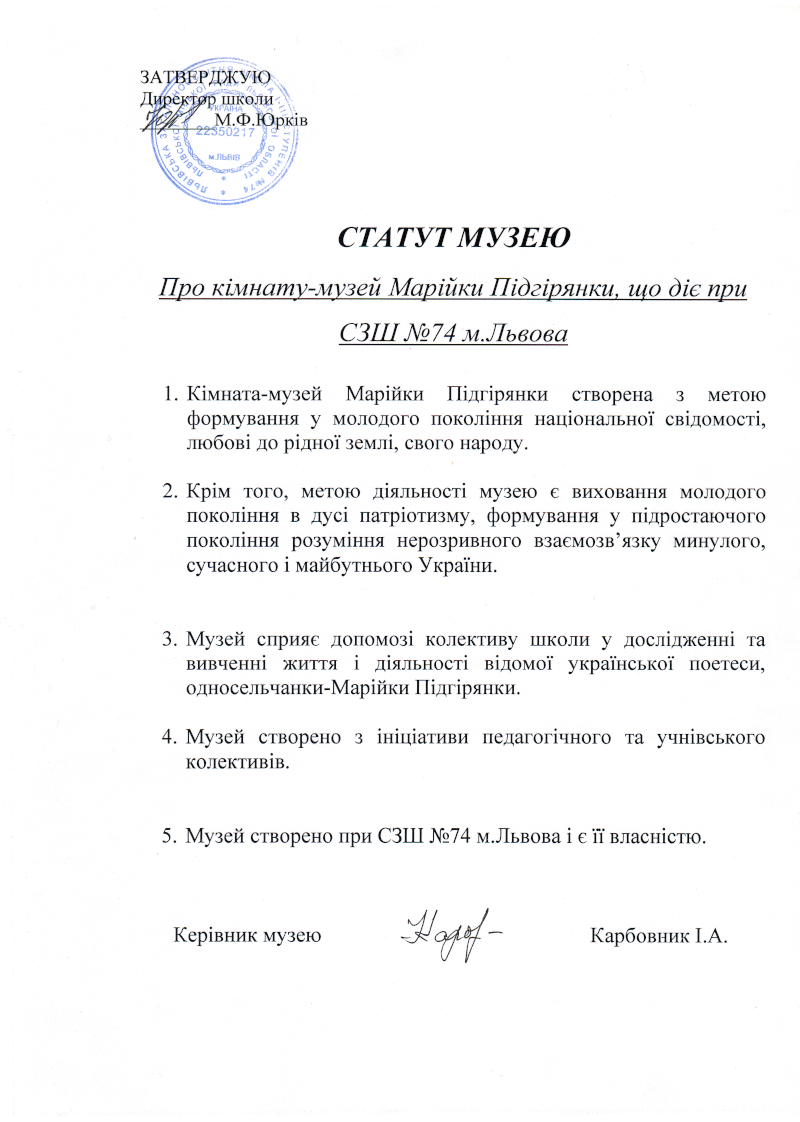 ЗАТВЕРДЖУЮ
Директор школи
М.Ф.Юрків
УКРАЇНА
22350217
м.ЛЬВІВ
СТАТУТ МУЗЕЮ
Про кімнату-музей Марійки Підгірянки, що діє при
СЗШ №74 м.Львова
1. Кімната-музей Марійки Підгірянки створена з метою
формування у молодого покоління національної свідомості,
любові до рідної землі, свого народу.
2. Крім того, метою діяльності музею є виховання молодого
покоління в дусі патріотизму, формування у підростаючого
покоління розуміння нерозривного взаємозв’язку минулого,
сучасного і майбутнього України.
3. Музей сприяє допомозі колективу школи у дослідженні та
вивченні життя і діяльності відомої української поетеси,
односельчанки-Марійки Підгірянки.
4. Музей створено з ініціативи педагогічного та учнівського
колективів.
5. Музей створено при СЗШ №74 м.Львова і є її власністю.
Керівник музею Карбовник І.А.